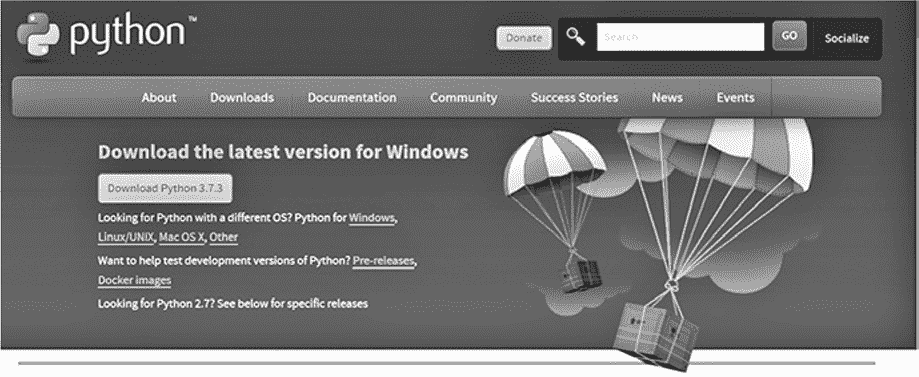 python™
Donate
Search
GO
Socialize
About Downloads Documentation Community Success Stories News Events
Download the latest version for Windows
Download Python 3.7.3
Looking for Python with a different OS? Python for Windows,
Linux/UNIX, Mac OS X, Other
Want to help test development versions of Python? Pre-releases,
Docker images
Looking for Python 2.7? See below for specific releases